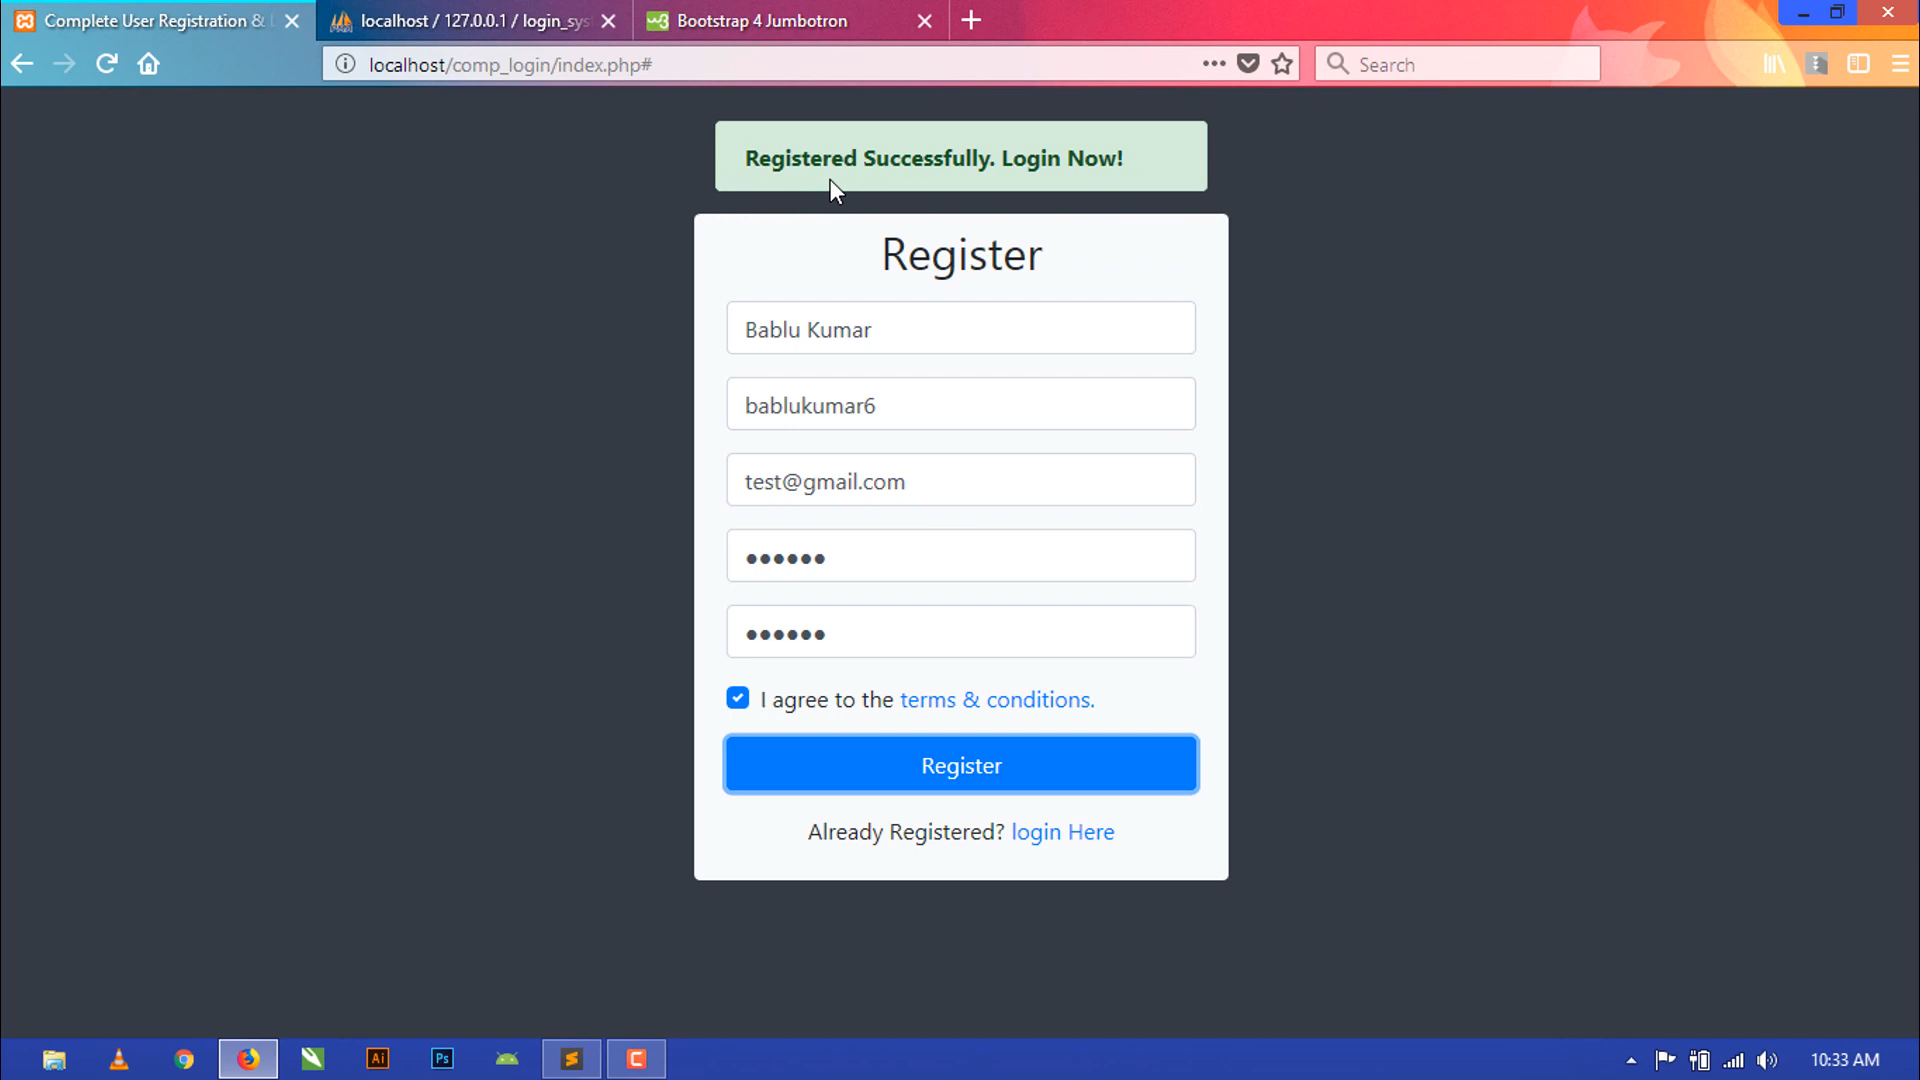 Complete User Registration &
localhost / 127.0.0.1 / login_sys
Bootstrap 4 Jumbotron
localhost/comp_login/index.php#
Search
Registered Successfully. Login Now!
Register
Bablu Kumar
bablukumar6
test@gmail.com
●●●●●●
●●●●●●
I agree to the terms & conditions.
Register
Already Registered? login Here
Ai
Ps
10:33 AM